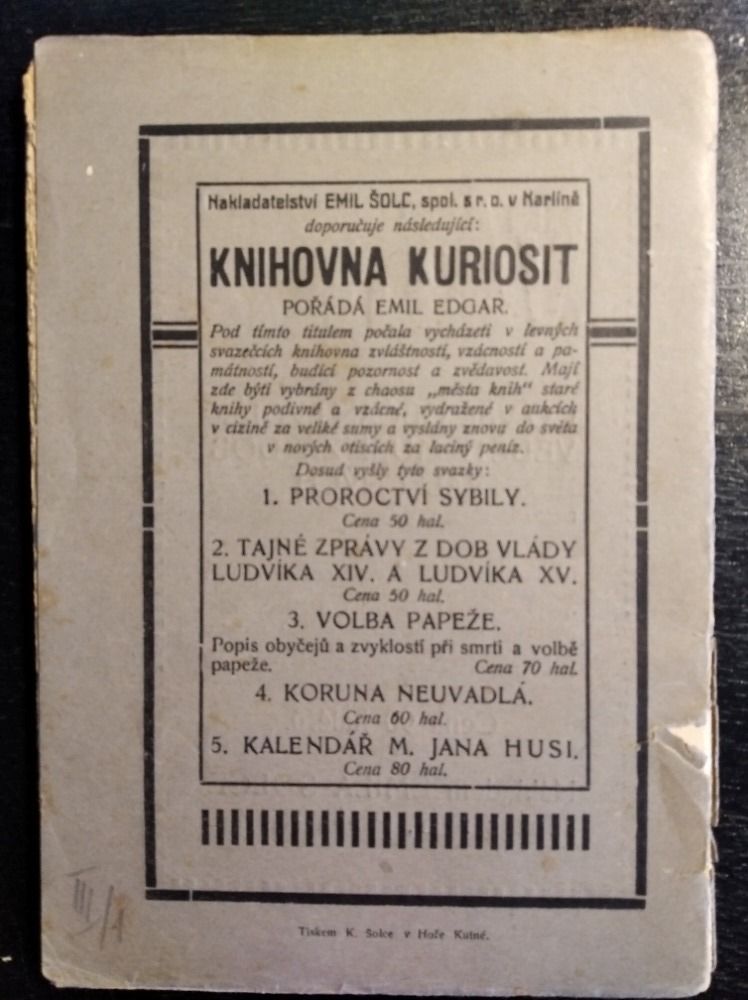 Nakladatelství EMIL ŠOLC, spol. s r. o. v Karlíně
doporučuje následující:
KNIHOVNA KURIOSIT
POŘÁDÁ EMIL EDGAR.
Pod tímto titulem počala vycházeti v levných
svazečcích knihovna zvláštností, vzácností a pa-
mátností, budící pozornost a zvědavost. Mají
zde býti vybrány z chaosu „města knih“ staré
knihy podivné a vzácné, vydražené v aukcích
v cizině za veliké sumy a vyslány znovu do světa
v nových otiscích za laciný peníz.
Dosud vyšly tyto svazky:
1. PROROCTVÍ SYBILY.
Cena 50 hal.
2. TAJNÉ ZPRÁVY Z DOB VLÁDY
LUDVÍKA XIV. A LUDVÍKA XV.
Cena 50 hal.
3. VOLBA PAPEŽE.
Popis obyčejů a zvyklostí při smrti a volbě
papeže. Cena 70 hal.
4. KORUNA NEUVADLÁ.
Cena 60 hal.
5. KALENDÁŘ M. JANA HUSI.
Cena 80 hal.
III/1
Tiskem K. Šolce v Hoře Kutné.